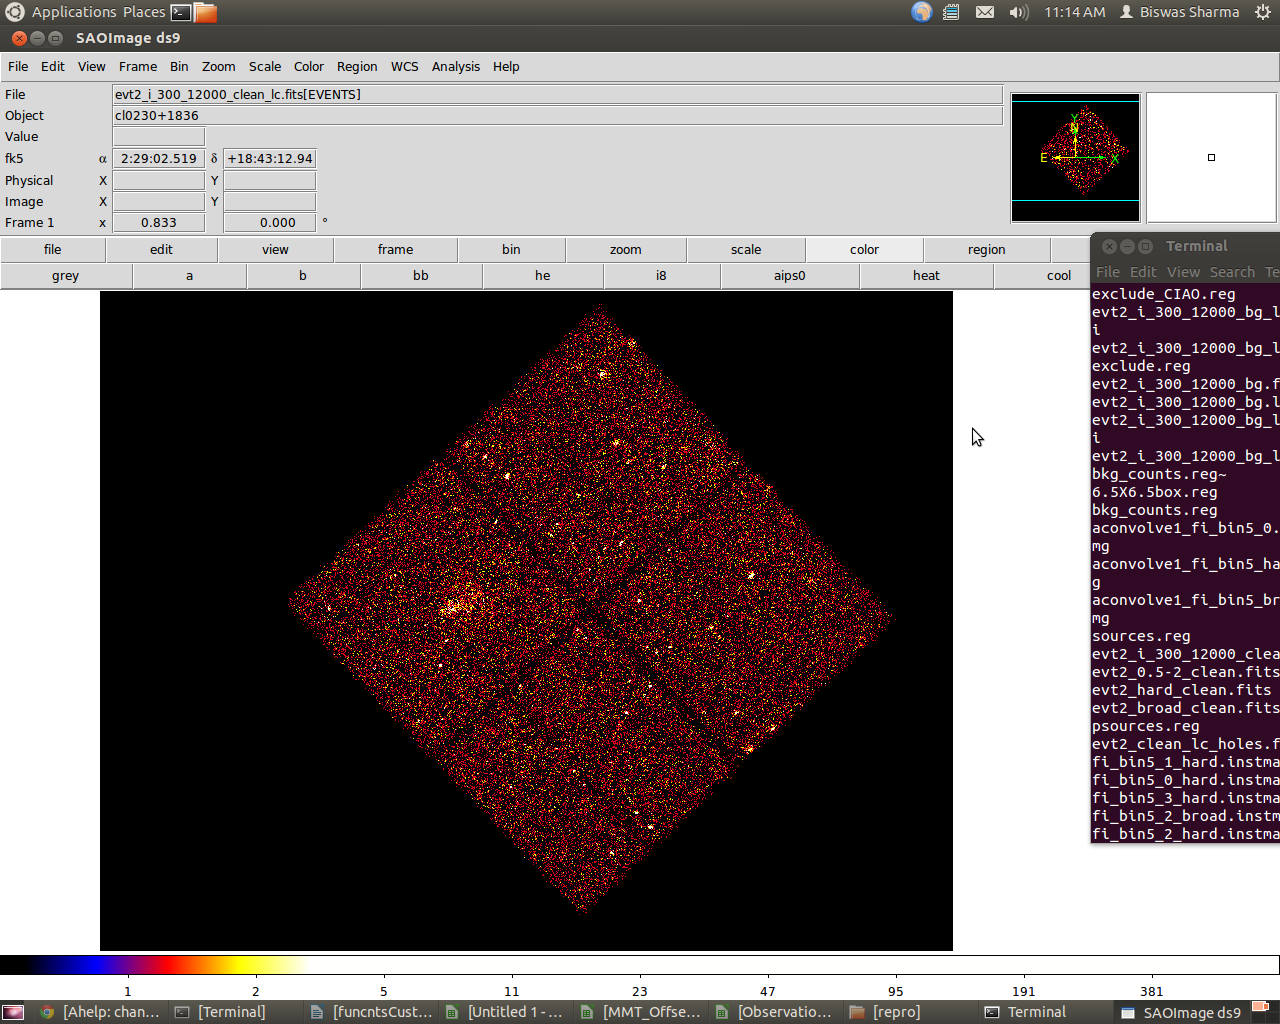 Applications Places 11:14 AM Biswas Sharma
SAOImage ds9
File Edit View Frame Bin Zoom Scale Color Region WCS Analysis Help
File evt2_i_300_12000_clean_lc.fits[EVENTS]
Object cl0230+1836
Value
fk5 α 2:29:02.519 δ +18:43:12.94
Physical X Y
Image X Y
Frame 1 x 0.833 0.000 °
Y
N
E X
file edit view frame bin zoom scale color region
grey a b bb he i8 aips0 heat cool
Terminal
File Edit View Search Te
exclude_CIAO.reg
evt2_i_300_12000_bg_l
i
evt2_i_300_12000_bg_l
exclude.reg
evt2_i_300_12000_bg.f
evt2_i_300_12000_bg.l
evt2_i_300_12000_bg_l
i
evt2_i_300_12000_bg_l
bkg_counts.reg~
6.5X6.5box.reg
bkg_counts.reg
aconvolve1_fi_bin5_0.
mg
aconvolve1_fi_bin5_ha
g
aconvolve1_fi_bin5_br
mg
sources.reg
evt2_i_300_12000_clea
evt2_0.5-2_clean.fits
evt2_hard_clean.fits
evt2_broad_clean.fits
psources.reg
evt2_clean_lc_holes.f
fi_bin5_1_hard.instma
fi_bin5_0_hard.instma
fi_bin5_3_hard.instma
fi_bin5_2_broad.instm
fi_bin5_2_hard.instma
1 2 5 11 23 47 95 191 381
[Ahelp: chan... [Terminal] [funcntsCust... [Untitled 1 - ... [MMT_Offse... [Observatio... [repro] Terminal SAOImage ds9